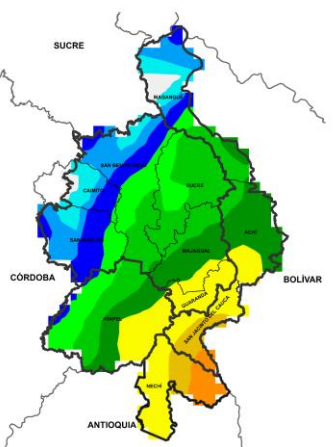 SUCRE
MAGANGUÉ
SAN BENITO ABAD
CAIMITO
SUCRE
SAN MARCOS
ACHÍ
MAJAGUAL
CÓRDOBA
BOLÍVAR
GUARANDA
AYAPEL
SAN JACINTO DEL CAUCA
NECHÍ
ANTIOQUIA